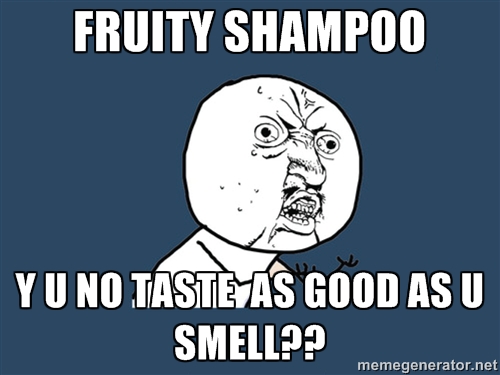 FRUITY SHAMPOO
Y U NO TASTE AS GOOD AS U
SMELL??
memegenerator.net